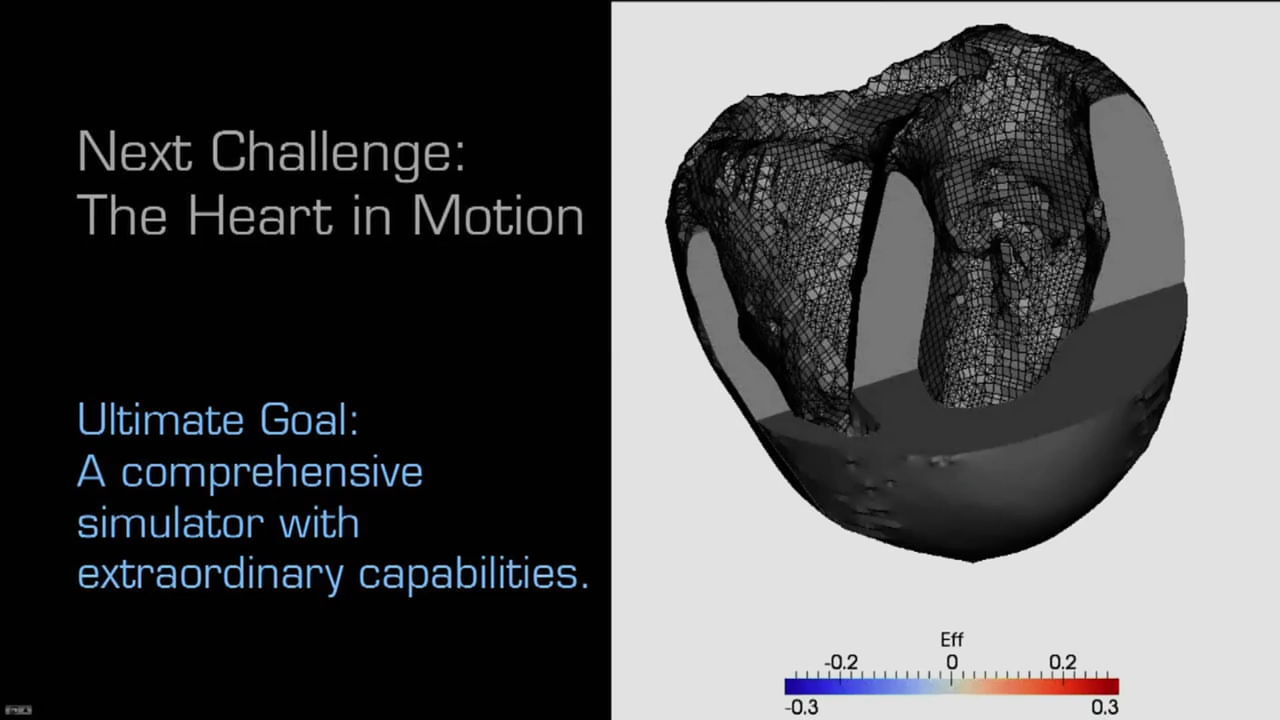 Next Challenge:
The Heart in Motion
Ultimate Goal:
A comprehensive
simulator with
extraordinary capabilities.
Eff
-0.2 0 0.2
-0.3 0.3